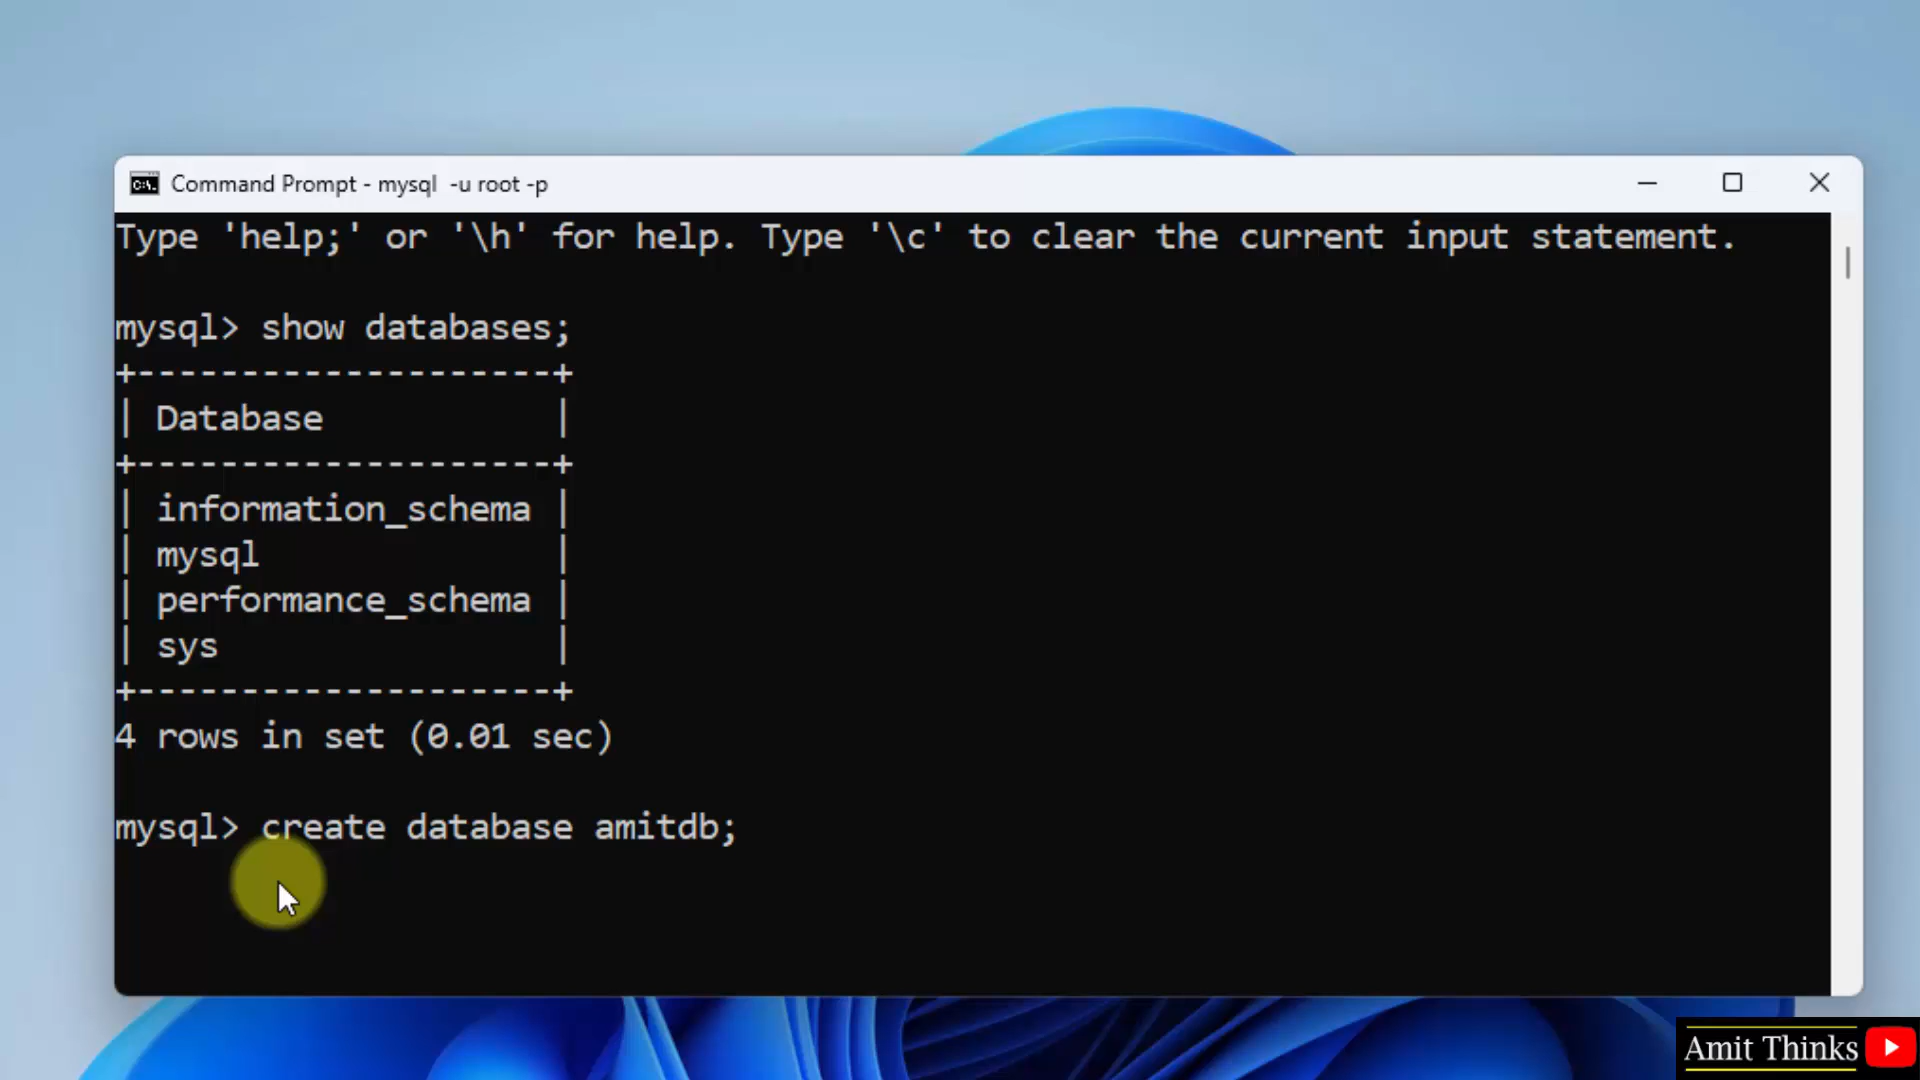 Command Prompt - mysql  -u root -p
Type 'help;' or '\h' for help. Type '\c' to clear the current input statement.
mysql> show databases;
+--------------------+
| Database           |
+--------------------+
| information_schema |
| mysql              |
| performance_schema |
| sys                |
+--------------------+
4 rows in set (0.01 sec)
mysql> create database amitdb;
Amit Thinks